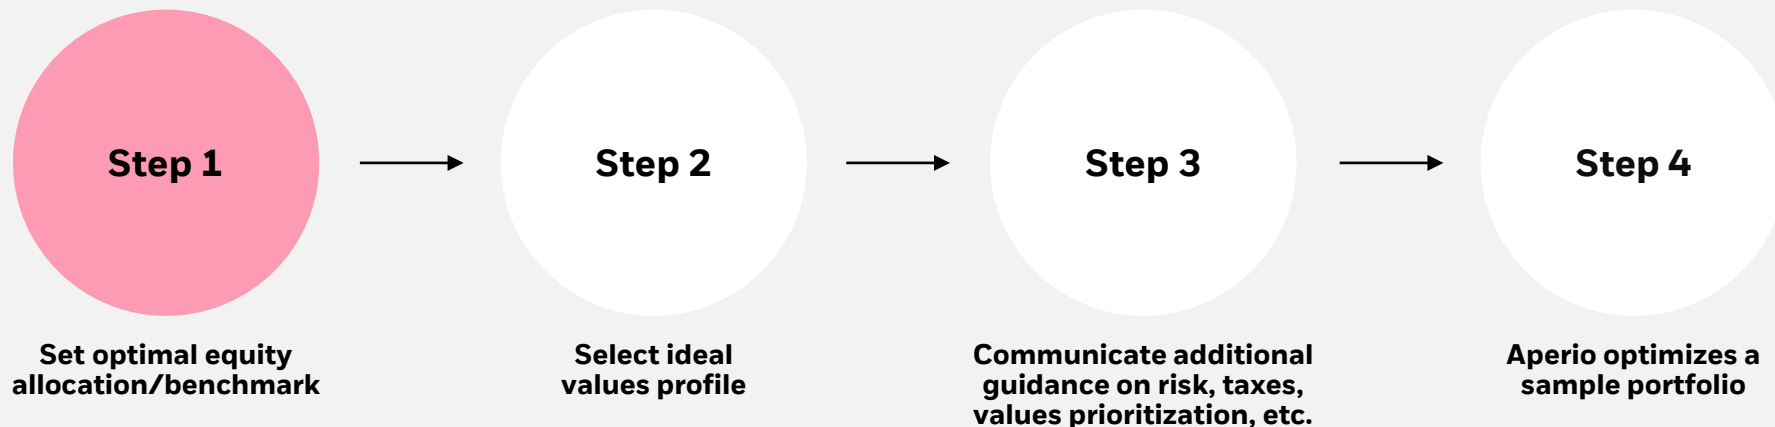 Step 1
Step 2
Step 3
Step 4
Set optimal equity
allocation/benchmark
Select ideal
values profile
Communicate additional
guidance on risk, taxes,
values prioritization, etc.
Aperio optimizes a
sample portfolio